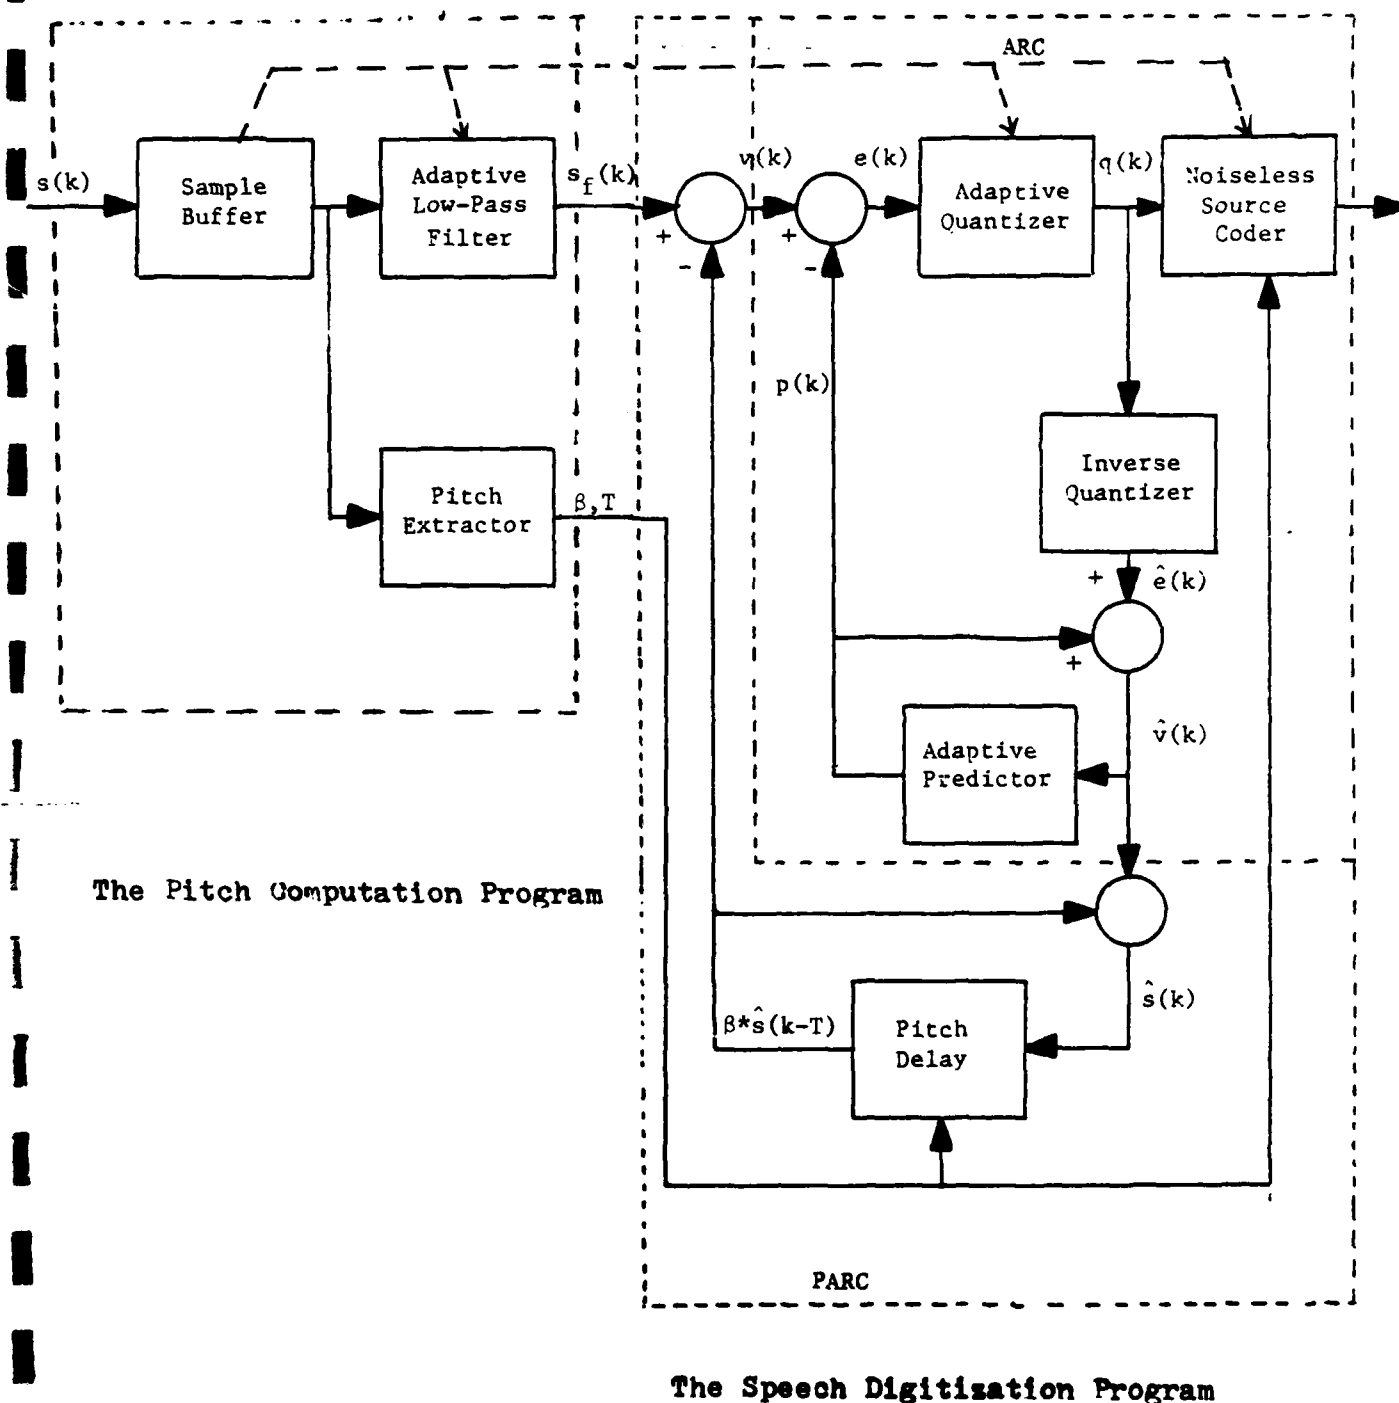 ARC
s(k)
Sample
Buffer
Adaptive
Low-Pass
Filter
s_f(k)
+
-
v(k)
+
-
e(k)
Adaptive
Quantizer
q(k)
Noiseless
Source
Coder
p(k)
Inverse
Quantizer
Pitch
Extractor
β,T
+
ê(k)
+
v̂(k)
Adaptive
Predictor
The Pitch Computation Program
ŝ(k)
β*ŝ(k-T)
Pitch
Delay
PARC
The Speech Digitization Program